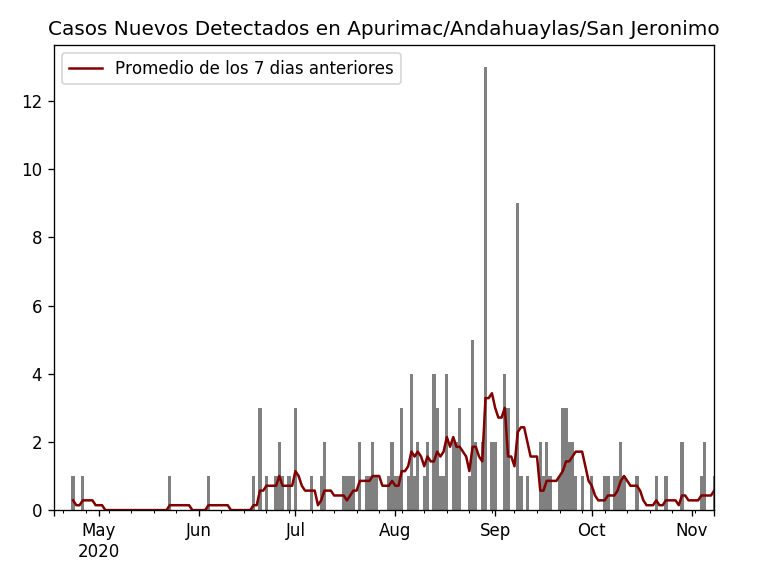 Casos Nuevos Detectados en Apurimac/Andahuaylas/San Jeronimo
Promedio de los 7 dias anteriores
12
10
8
6
4
2
0
May Jun Jul Aug Sep Oct Nov
2020